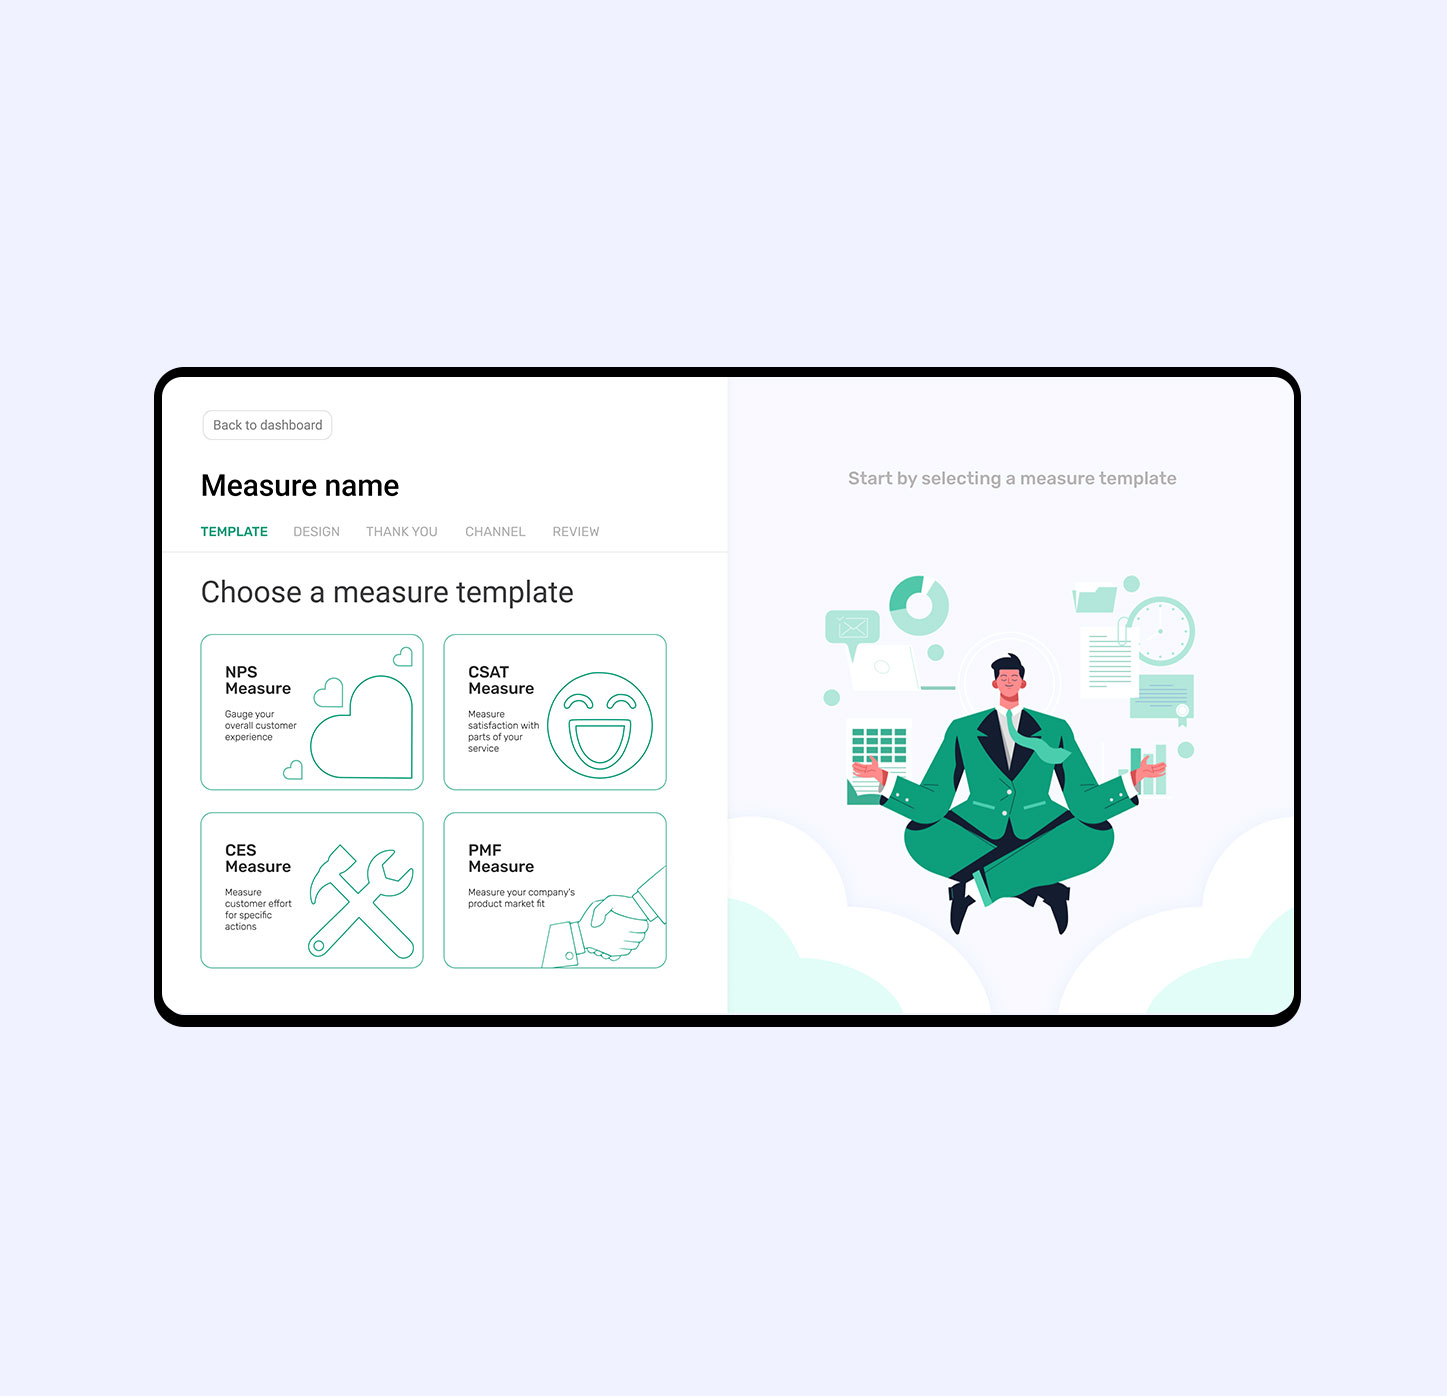 Back to dashboard
Measure name
TEMPLATE DESIGN THANK YOU CHANNEL REVIEW
Choose a measure template
NPS
Measure
Gauge your
overall customer
experience
CSAT
Measure
Measure
satisfaction with
parts of your
service
CES
Measure
Measure
customer effort
for specific
actions
PMF
Measure
Measure your company's
product market fit
Start by selecting a measure template